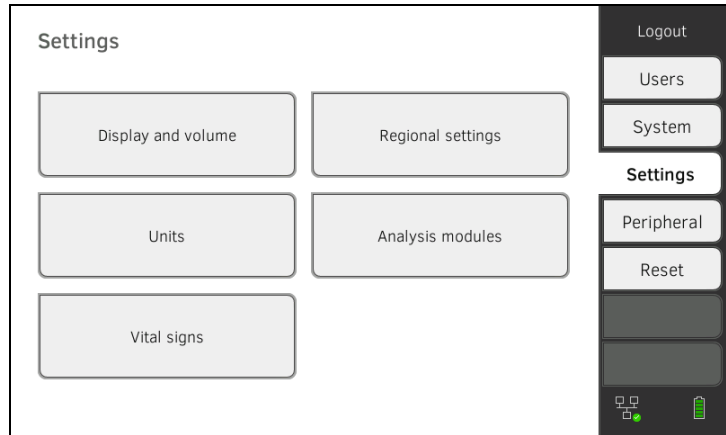 Settings
Display and volume
Regional settings
Units
Analysis modules
Vital signs
Logout
Users
System
Settings
Peripheral
Reset